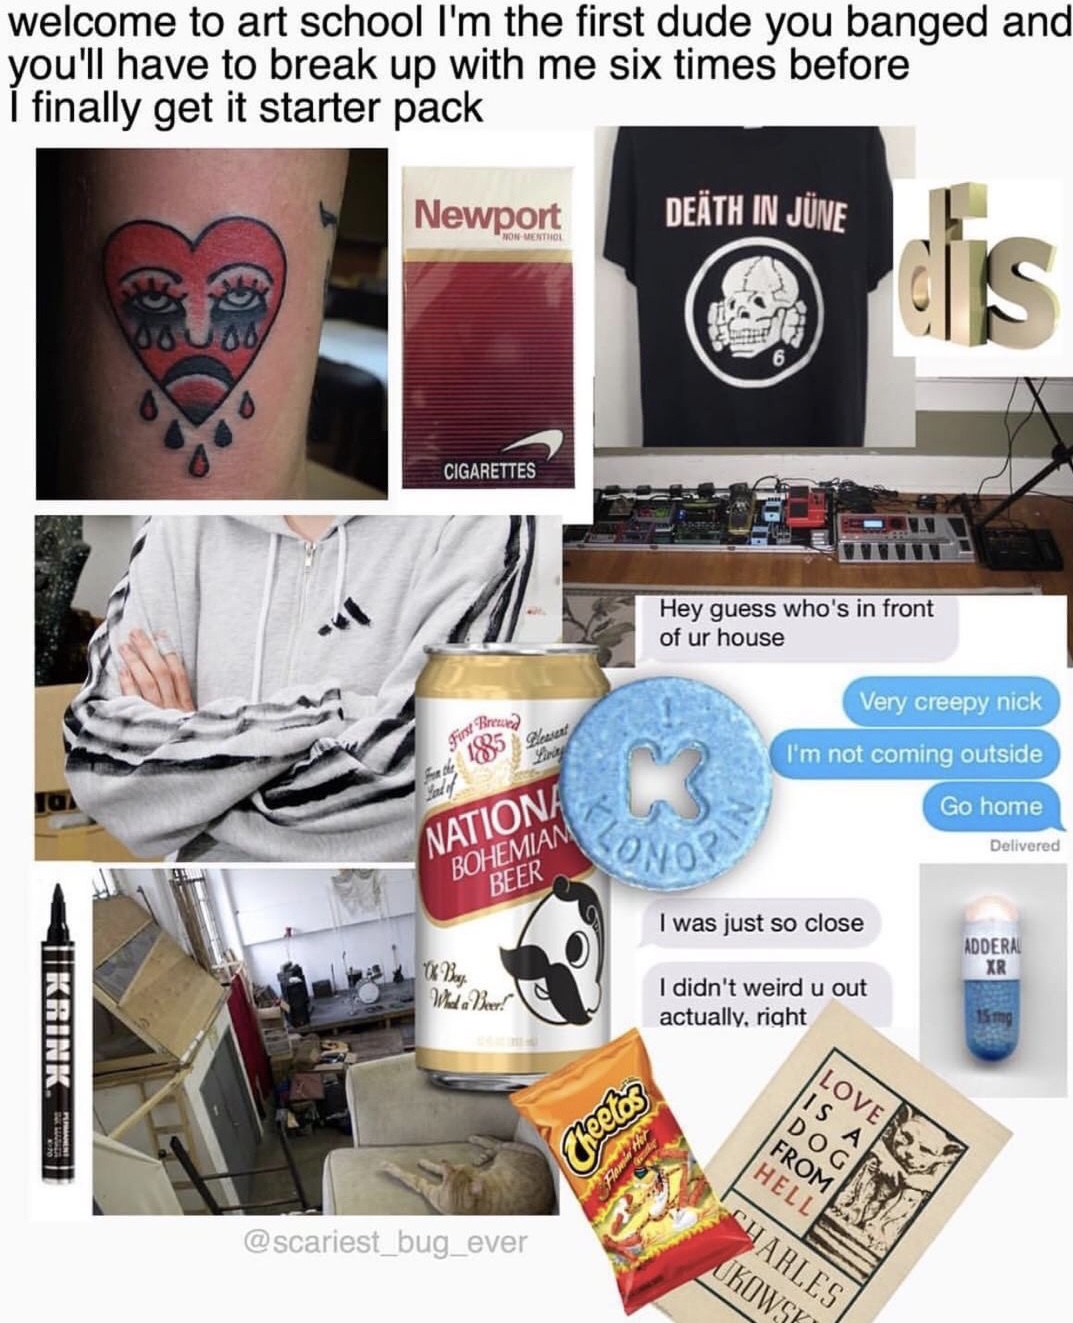 welcome to art school I'm the first dude you banged and
you'll have to break up with me six times before
I finally get it starter pack
Newport
NON-MENTHOL
CIGARETTES
DEÄTH IN JÜNE
6
dis
Hey guess who's in front
of ur house
Very creepy nick
I'm not coming outside
Go home
Delivered
First Brewed
1885
From the
Land of
Pleasant
Living
NATIONA
BOHEMIAN
BEER
"Oh Boy,
What a Beer!"
K
KLONOPIN
I was just so close
I didn't weird u out
actually, right
ADDERAL
XR
15 mg
KRINK
Cheetos
Flamin' Hot
LOVE
IS A
DOG
FROM
HELL
CHARLES
UKOWSK
@scariest_bug_ever